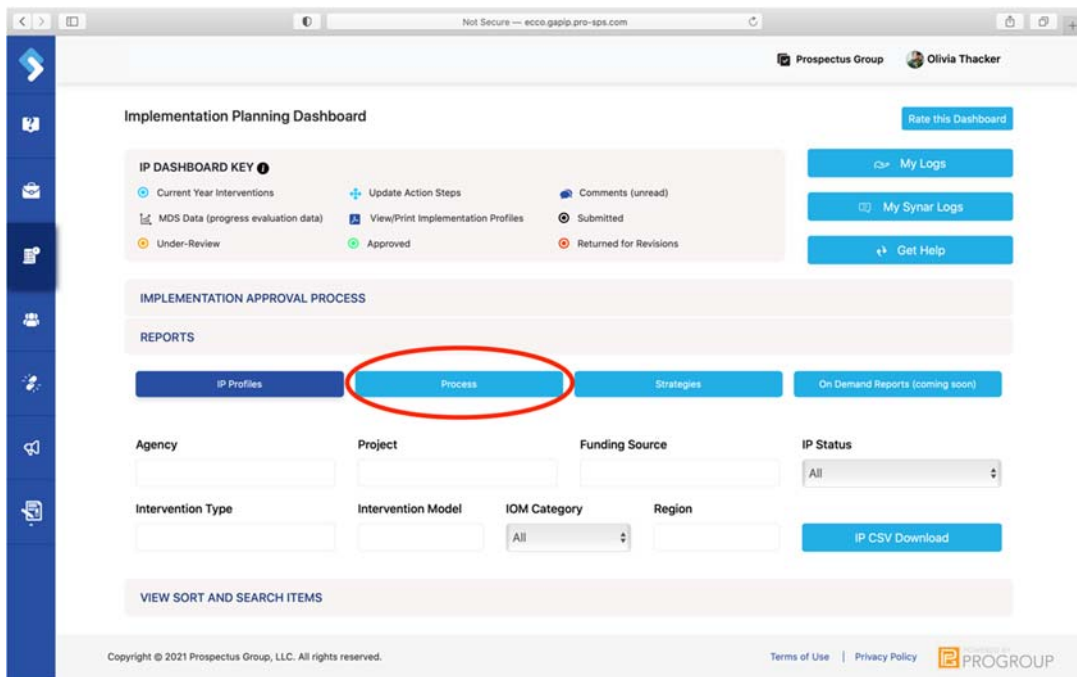 Not Secure — ecco.gapip.pro-sps.com
Prospectus Group Olivia Thacker
Implementation Planning Dashboard
Rate this Dashboard
IP DASHBOARD KEY
Current Year Interventions Update Action Steps Comments (unread)
MDS Data (progress evaluation data) View/Print Implementation Profiles Submitted
Under-Review Approved Returned for Revisions
My Logs
My Synar Logs
Get Help
IMPLEMENTATION APPROVAL PROCESS
REPORTS
IP Profiles Process Strategies On Demand Reports (coming soon)
Agency Project Funding Source IP Status
All
Intervention Type Intervention Model IOM Category Region
All IP CSV Download
VIEW SORT AND SEARCH ITEMS
Copyright © 2021 Prospectus Group, LLC. All rights reserved. Terms of Use | Privacy Policy
POWERED BY
PROGROUP